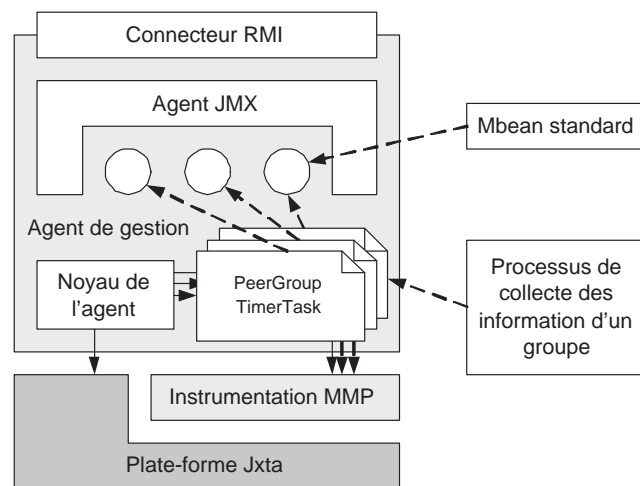 Connecteur RMI
Agent JMX
Mbean standard
Agent de gestion
Noyau de
l'agent
PeerGroup
TimerTask
Processus de
collecte des
information d'un
groupe
Instrumentation MMP
Plate-forme Jxta